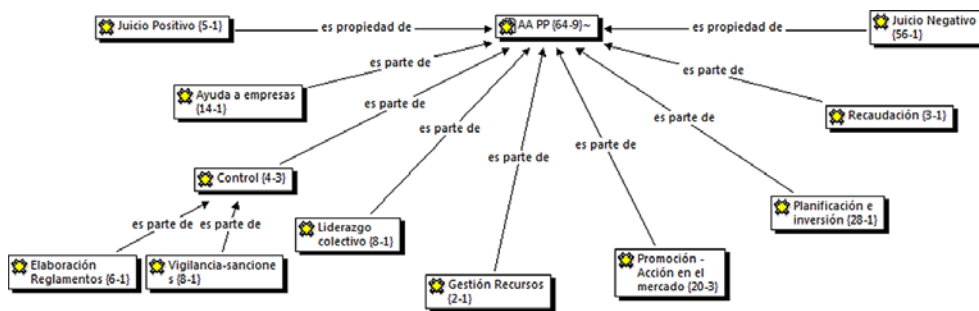 Juicio Positivo {5-1}
es propiedad de
AA PP {64-9}~
es propiedad de
Juicio Negativo
{56-1}
es parte de
Ayuda a empresas
{14-1}
es parte de
es parte de
Recaudación {3-1}
es parte de
es parte de
es parte de
es parte de
Control {4-3}
es parte de
es parte de
Liderazgo
colectivo {8-1}
Planificación e
inversión {28-1}
Elaboración
Reglamentos {6-1}
Vigilancia-sancione
s {8-1}
Gestión Recursos
{2-1}
Promoción -
Acción en el
mercado {20-3}